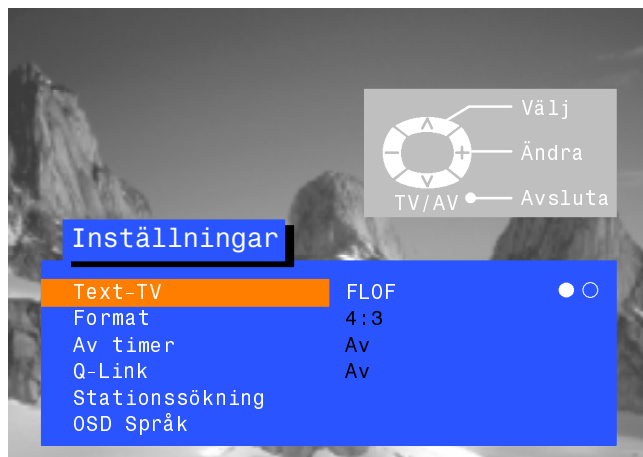 Välj
Ändra
TV/AV Avsluta
Inställningar
Text-TV FLOF
Format 4:3
Av timer Av
Q-Link Av
Stationssökning
OSD Språk